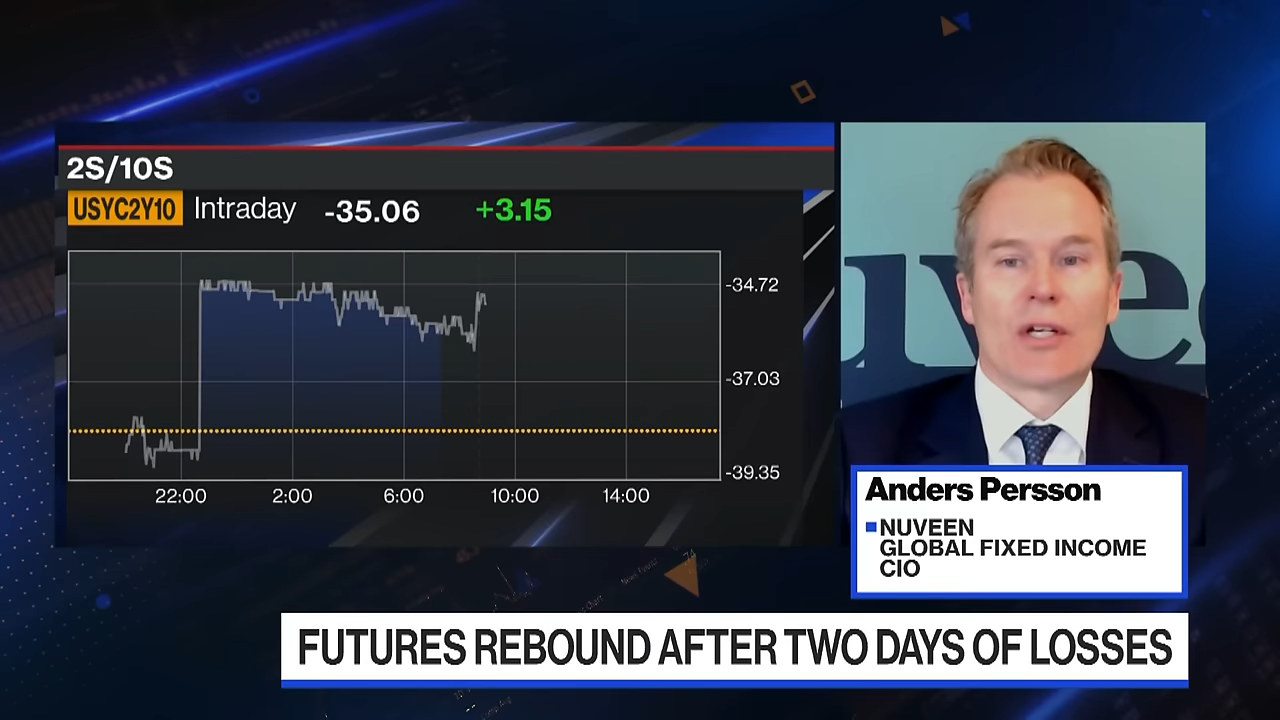 2S/10S
USYC2Y10 Intraday -35.06 +3.15
-34.72
-37.03
-39.35
22:00 2:00 6:00 10:00 14:00
uvee
Anders Persson
NUVEEN
GLOBAL FIXED INCOME
CIO
FUTURES REBOUND AFTER TWO DAYS OF LOSSES